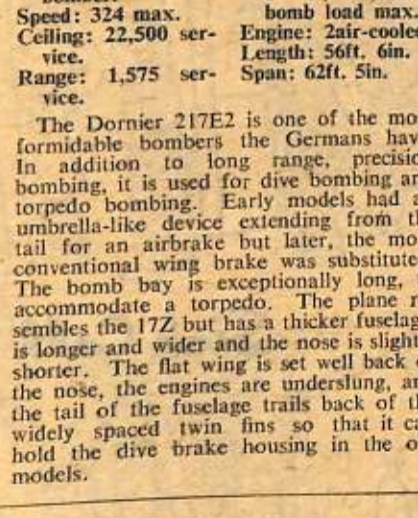 Speed: 324 max.
Ceiling: 22,500 ser-
vice.
Range: 1,575 ser-
vice.
bomb load max.
Engine: 2air-cooled
Length: 56ft. 6in.
Span: 62ft. 5in.
The Dornier 217E2 is one of the mo
formidable bombers the Germans hav
In addition to long range, precisio
bombing, it is used for dive bombing an
torpedo bombing. Early models had a
umbrella-like device extending from th
tail for an airbrake but later, the mo
conventional wing brake was substitute
The bomb bay is exceptionally long,
accommodate a torpedo. The plane r
sembles the 17Z but has a thicker fuselag
is longer and wider and the nose is slight
shorter. The flat wing is set well back o
the nose, the engines are underslung, an
the tail of the fuselage trails back of th
widely spaced twin fins so that it ca
hold the dive brake housing in the o
models.